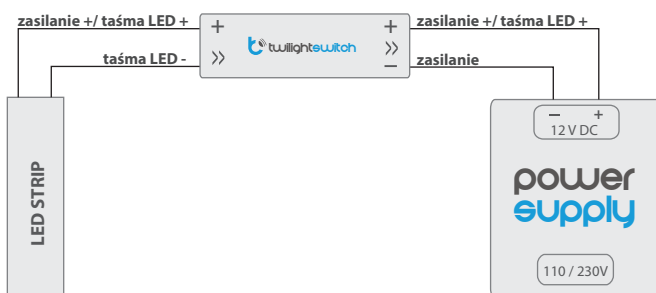 zasilanie +/ taśma LED +
taśma LED -
+
»
twilightswitch
+
»
–
zasilanie +/ taśma LED +
zasilanie
LED STRIP
– +
12 V DC
power
supply
110 / 230V